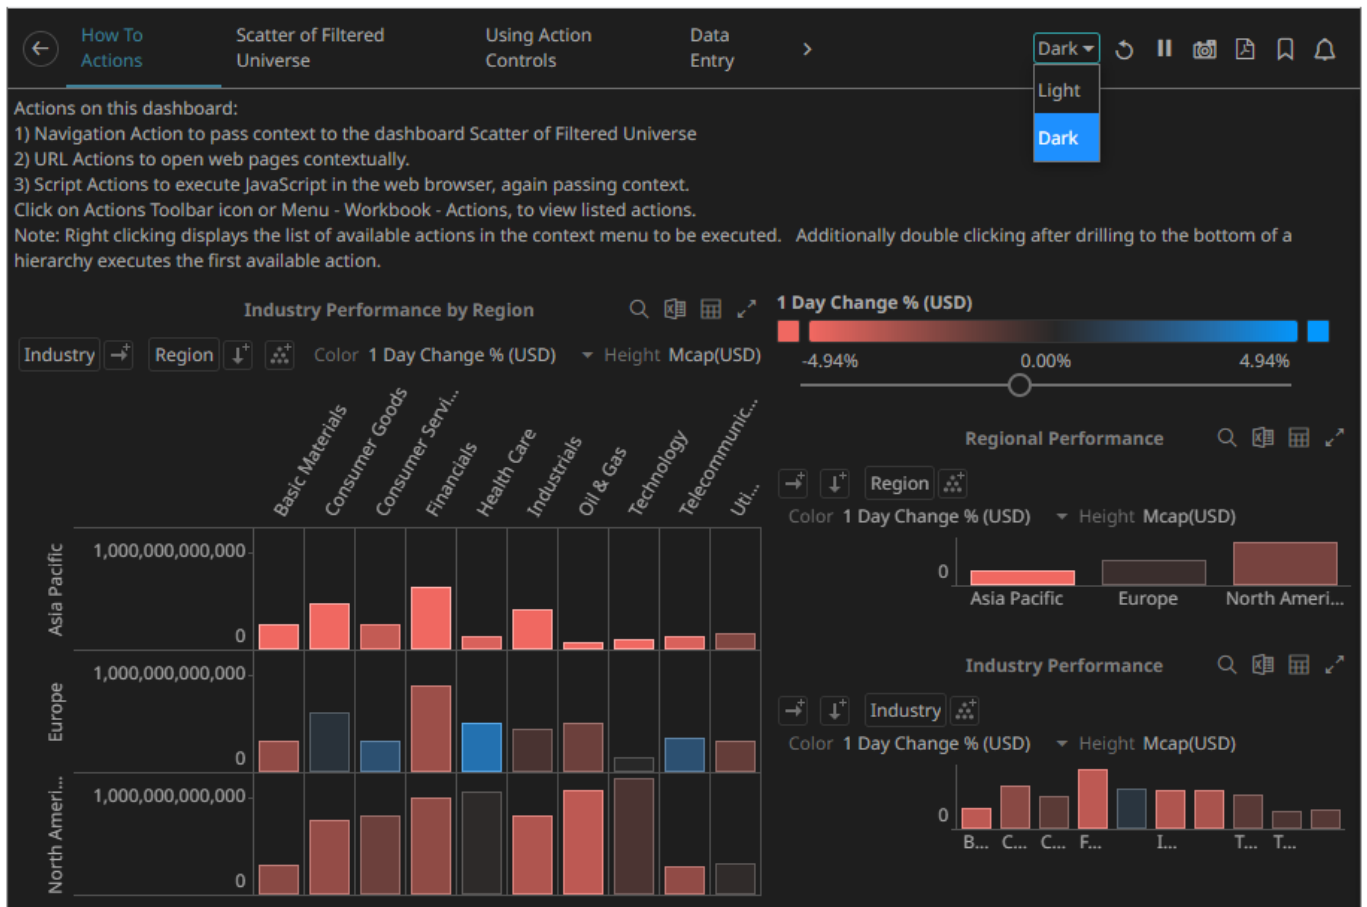 How To
Actions
Scatter of Filtered
Universe
Using Action
Controls
Data
Entry
Dark
Light
Dark
Actions on this dashboard:
1) Navigation Action to pass context to the dashboard Scatter of Filtered Universe
2) URL Actions to open web pages contextually.
3) Script Actions to execute JavaScript in the web browser, again passing context.
Click on Actions Toolbar icon or Menu - Workbook - Actions, to view listed actions.
Note: Right clicking displays the list of available actions in the context menu to be executed. Additionally double clicking after drilling to the bottom of a
hierarchy executes the first available action.
Industry Performance by Region
Industry Region Color 1 Day Change % (USD) Height Mcap(USD)
Basic Materials
Consumer Goods
Consumer Servi...
Financials
Health Care
Industrials
Oil & Gas
Technology
Telecommunic...
Uti...
Asia Pacific
1,000,000,000,000
0
Europe
1,000,000,000,000
0
North Ameri...
1,000,000,000,000
0
1 Day Change % (USD)
-4.94% 0.00% 4.94%
Regional Performance
Region
Color 1 Day Change % (USD) Height Mcap(USD)
0
Asia Pacific Europe North Ameri...
Industry Performance
Industry
Color 1 Day Change % (USD) Height Mcap(USD)
0
B... C... C... F... I... T... T...